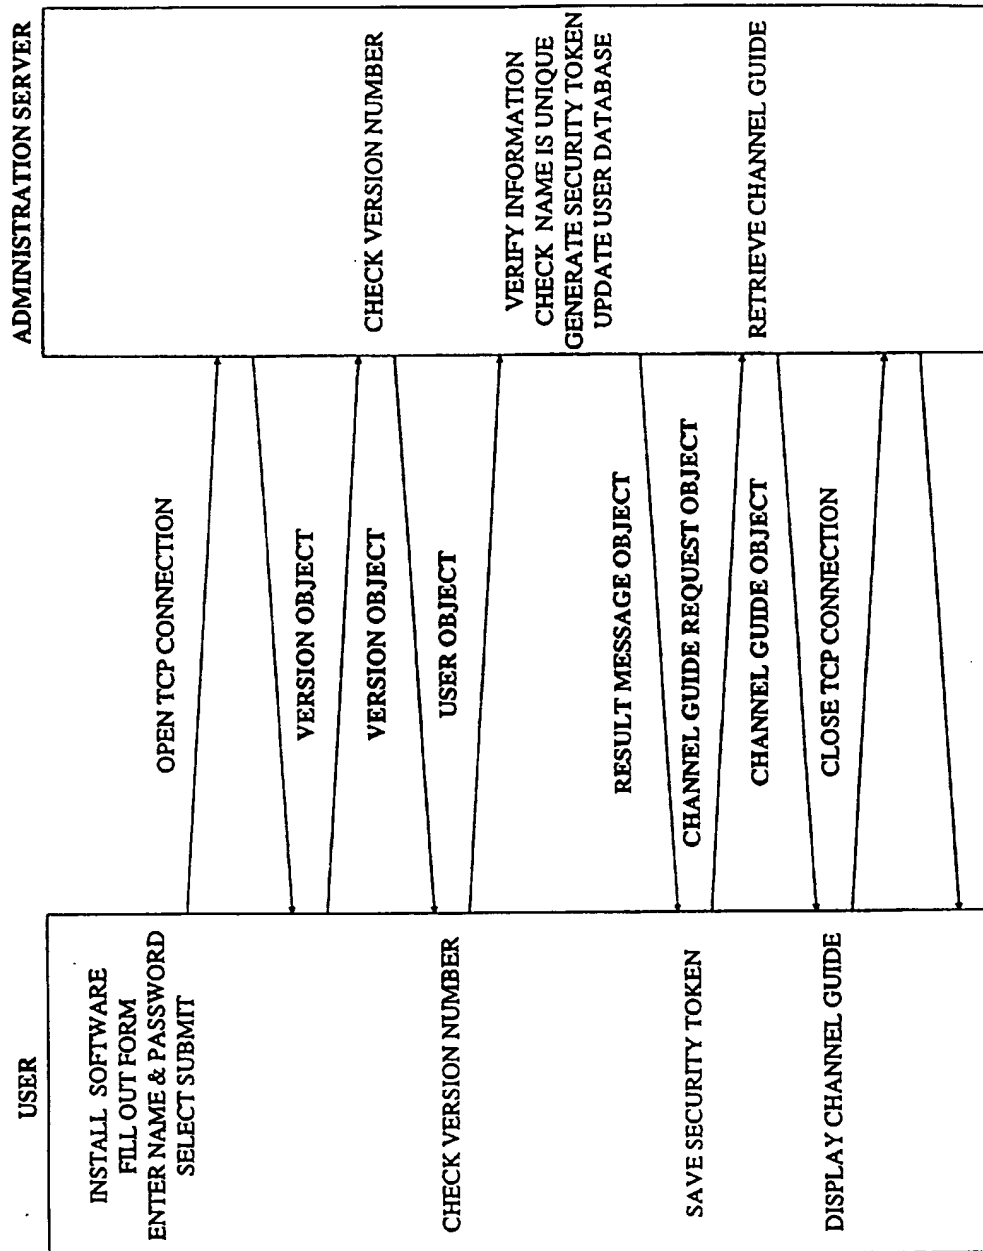 USER
ADMINISTRATION SERVER
INSTALL SOFTWARE
FILL OUT FORM
ENTER NAME & PASSWORD
SELECT SUBMIT
OPEN TCP CONNECTION
VERSION OBJECT
VERSION OBJECT
CHECK VERSION NUMBER
CHECK VERSION NUMBER
USER OBJECT
VERIFY INFORMATION
CHECK NAME IS UNIQUE
GENERATE SECURITY TOKEN
UPDATE USER DATABASE
RESULT MESSAGE OBJECT
SAVE SECURITY TOKEN
CHANNEL GUIDE REQUEST OBJECT
RETRIEVE CHANNEL GUIDE
CHANNEL GUIDE OBJECT
DISPLAY CHANNEL GUIDE
CLOSE TCP CONNECTION